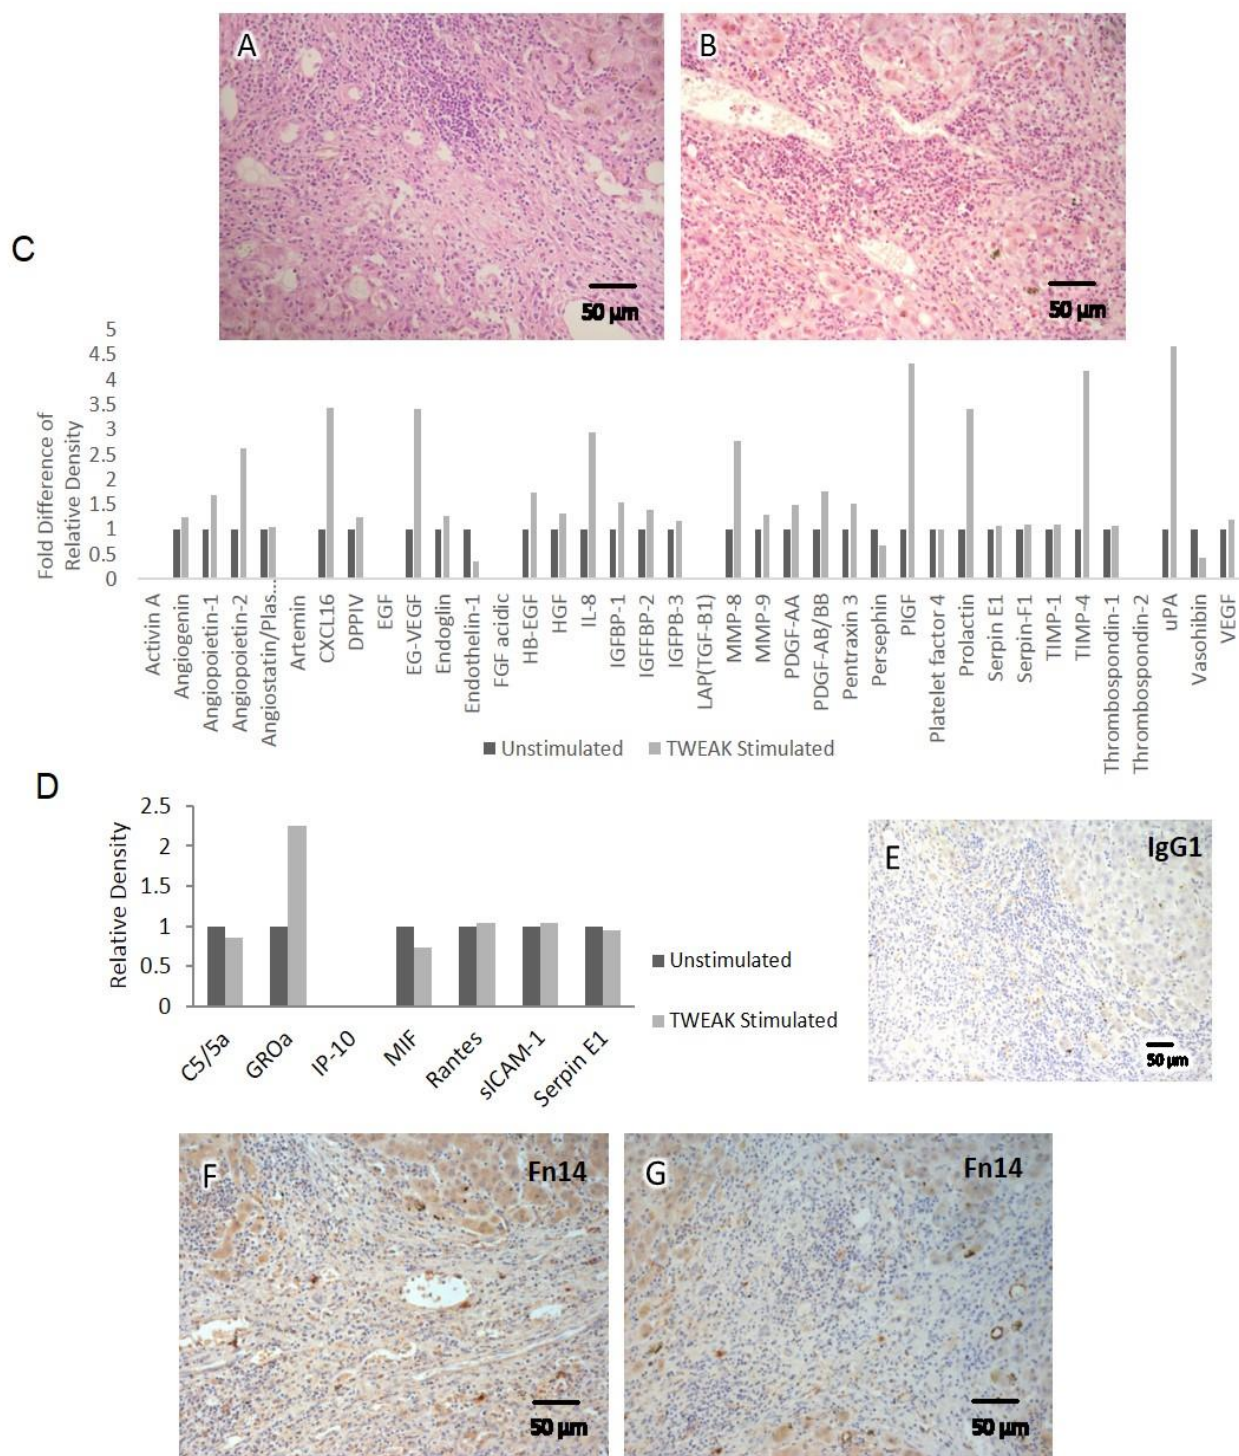 A
B
50 µm
50 µm
C
5
4.5
4
3.5
3
2.5
2
1.5
1
0.5
0
Fold Difference of
Relative Density
Activin A
Angiogenin
Angiopoietin-1
Angiopoetin-2
Angiostatin/Plas...
Artemin
CXCL16
DPPIV
EGF
EG-VEGF
Endoglin
Endothelin-1
FGF acidic
HB-EGF
HGF
IL-8
IGFBP-1
IGFFBP-2
IGFPB-3
LAP(TGF-B1)
MMP-8
MMP-9
PDGF-AA
PDGF-AB/BB
Pentraxin 3
Persephin
PIGF
Platelet factor 4
Prolactin
Serpin E1
Serpin-F1
TIMP-1
TIMP-4
Thrombospondin-1
Thrombospondin-2
uPA
Vasohibin
VEGF
Unstimulated TWEAK Stimulated
D
2.5
2
1.5
1
0.5
0
Relative Density
C5/5a
GROa
IP-10
MIF
Rantes
sICAM-1
Serpin E1
Unstimulated
TWEAK Stimulated
E IgG1
50 µm
F Fn14
50 µm
G Fn14
50 µm